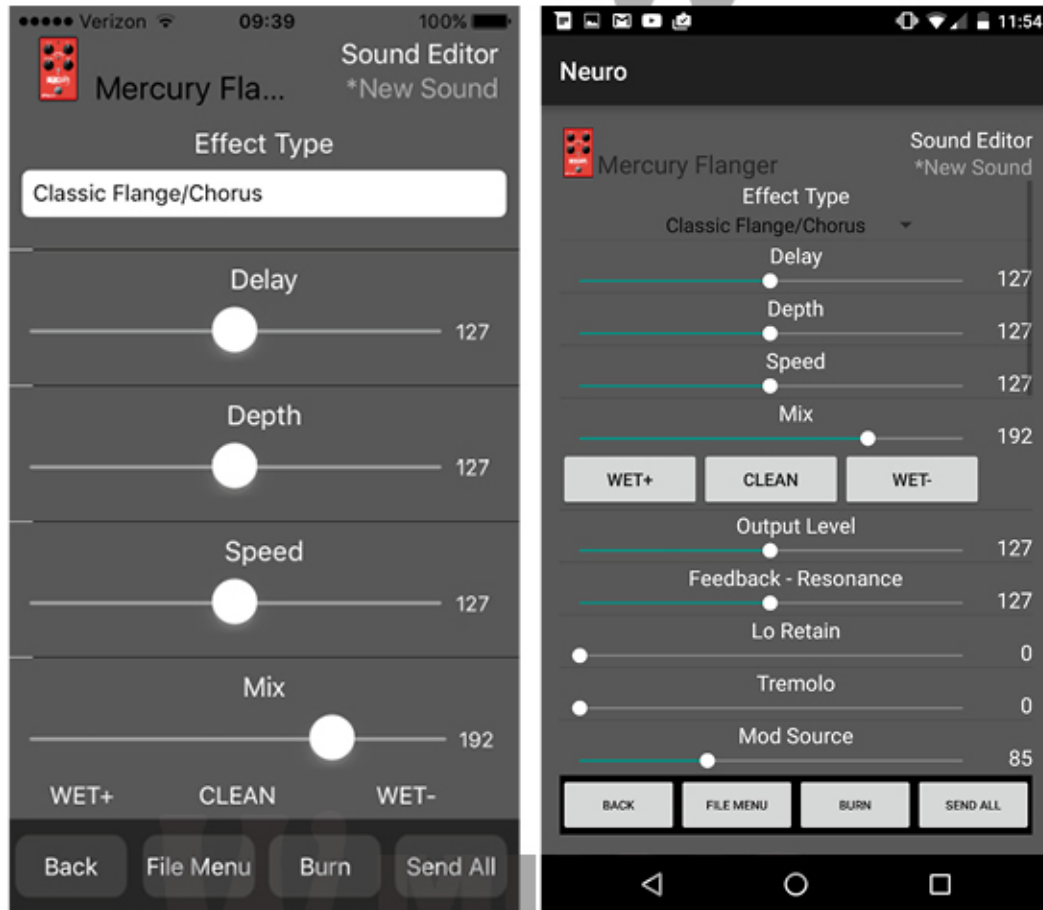 Verizon 09:39 100%
Sound Editor
Mercury Fla... *New Sound
Effect Type
Classic Flange/Chorus
Delay
127
Depth
127
Speed
127
Mix
192
WET+ CLEAN WET-
Back File Menu Burn Send All
11:54
Neuro
Sound Editor
Mercury Flanger *New Sound
Effect Type
Classic Flange/Chorus
Delay
127
Depth
127
Speed
127
Mix
192
WET+ CLEAN WET-
Output Level
127
Feedback - Resonance
127
Lo Retain
0
Tremolo
0
Mod Source
85
BACK FILE MENU BURN SEND ALL